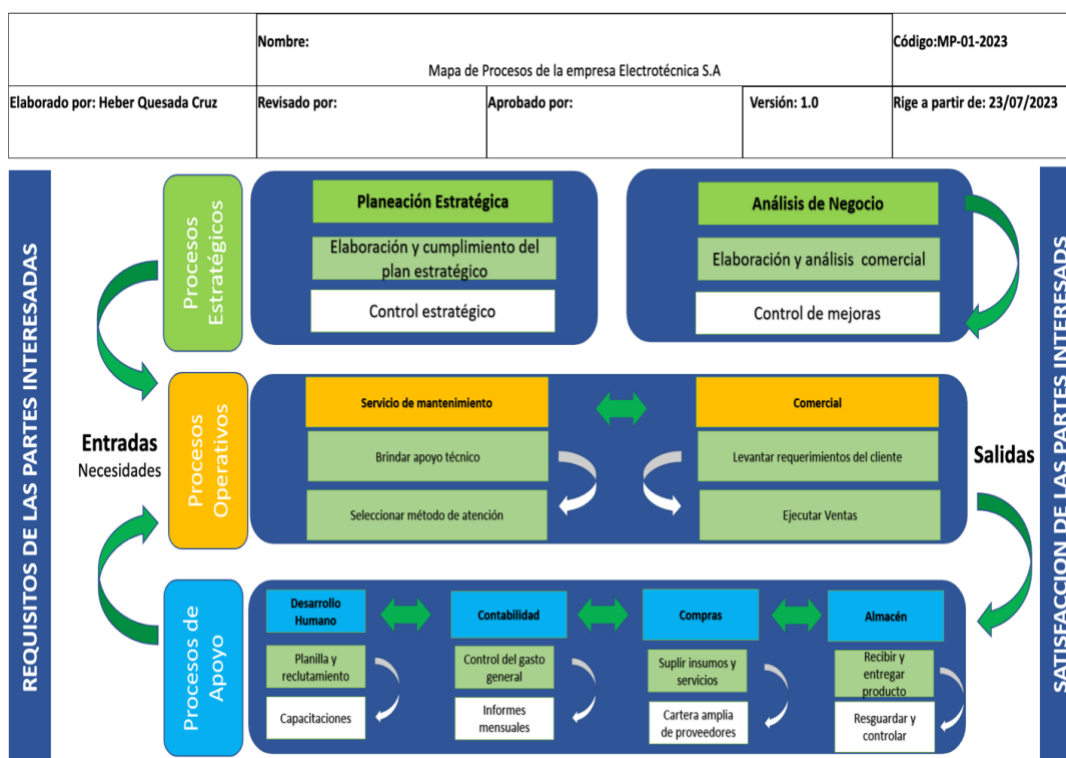 Nombre:
Mapa de Procesos de la empresa Electrotécnica S.A
Código:MP-01-2023
Elaborado por: Heber Quesada Cruz
Revisado por:
Aprobado por:
Versión: 1.0
Rige a partir de: 23/07/2023
REQUISITOS DE LAS PARTES INTERESADAS
Procesos
Estratégicos
Planeación Estratégica
Elaboración y cumplimiento del
plan estratégico
Control estratégico
Análisis de Negocio
Elaboración y análisis comercial
Control de mejoras
Entradas
Necesidades
Procesos
Operativos
Servicio de mantenimiento
Brindar apoyo técnico
Seleccionar método de atención
Comercial
Levantar requerimientos del cliente
Ejecutar Ventas
Salidas
Procesos de
Apoyo
Desarrollo
Humano
Planilla y
reclutamiento
Capacitaciones
Contabilidad
Control del gasto
general
Informes
mensuales
Compras
Suplir insumos y
servicios
Cartera amplia
de proveedores
Almacén
Recibir y
entregar
producto
Resguardar y
controlar
SATISFACCION DE LAS PARTES INTERESADS